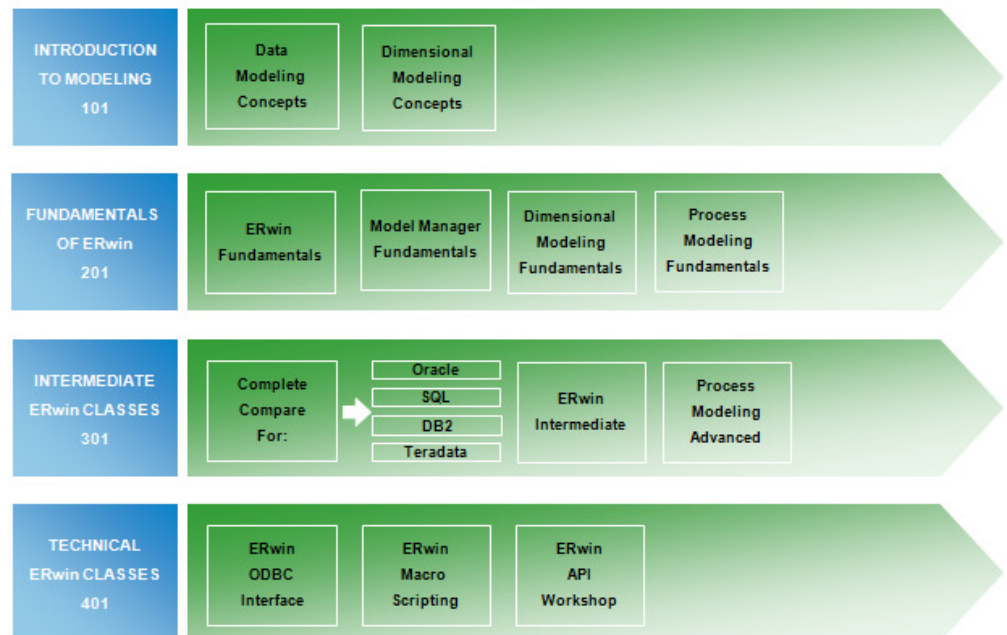 INTRODUCTION
TO MODELING
101
Data
Modeling
Concepts
Dimensional
Modeling
Concepts
FUNDAMENTALS
OF ERwin
201
ERwin
Fundamentals
Model Manager
Fundamentals
Dimensional
Modeling
Fundamentals
Process
Modeling
Fundamentals
INTERMEDIATE
ERwin CLASSES
301
Complete
Compare
For:
Oracle
SQL
DB2
Teradata
ERwin
Intermediate
Process
Modeling
Advanced
TECHNICAL
ERwin CLASSES
401
ERwin
ODBC
Interface
ERwin
Macro
Scripting
ERwin
API
Workshop